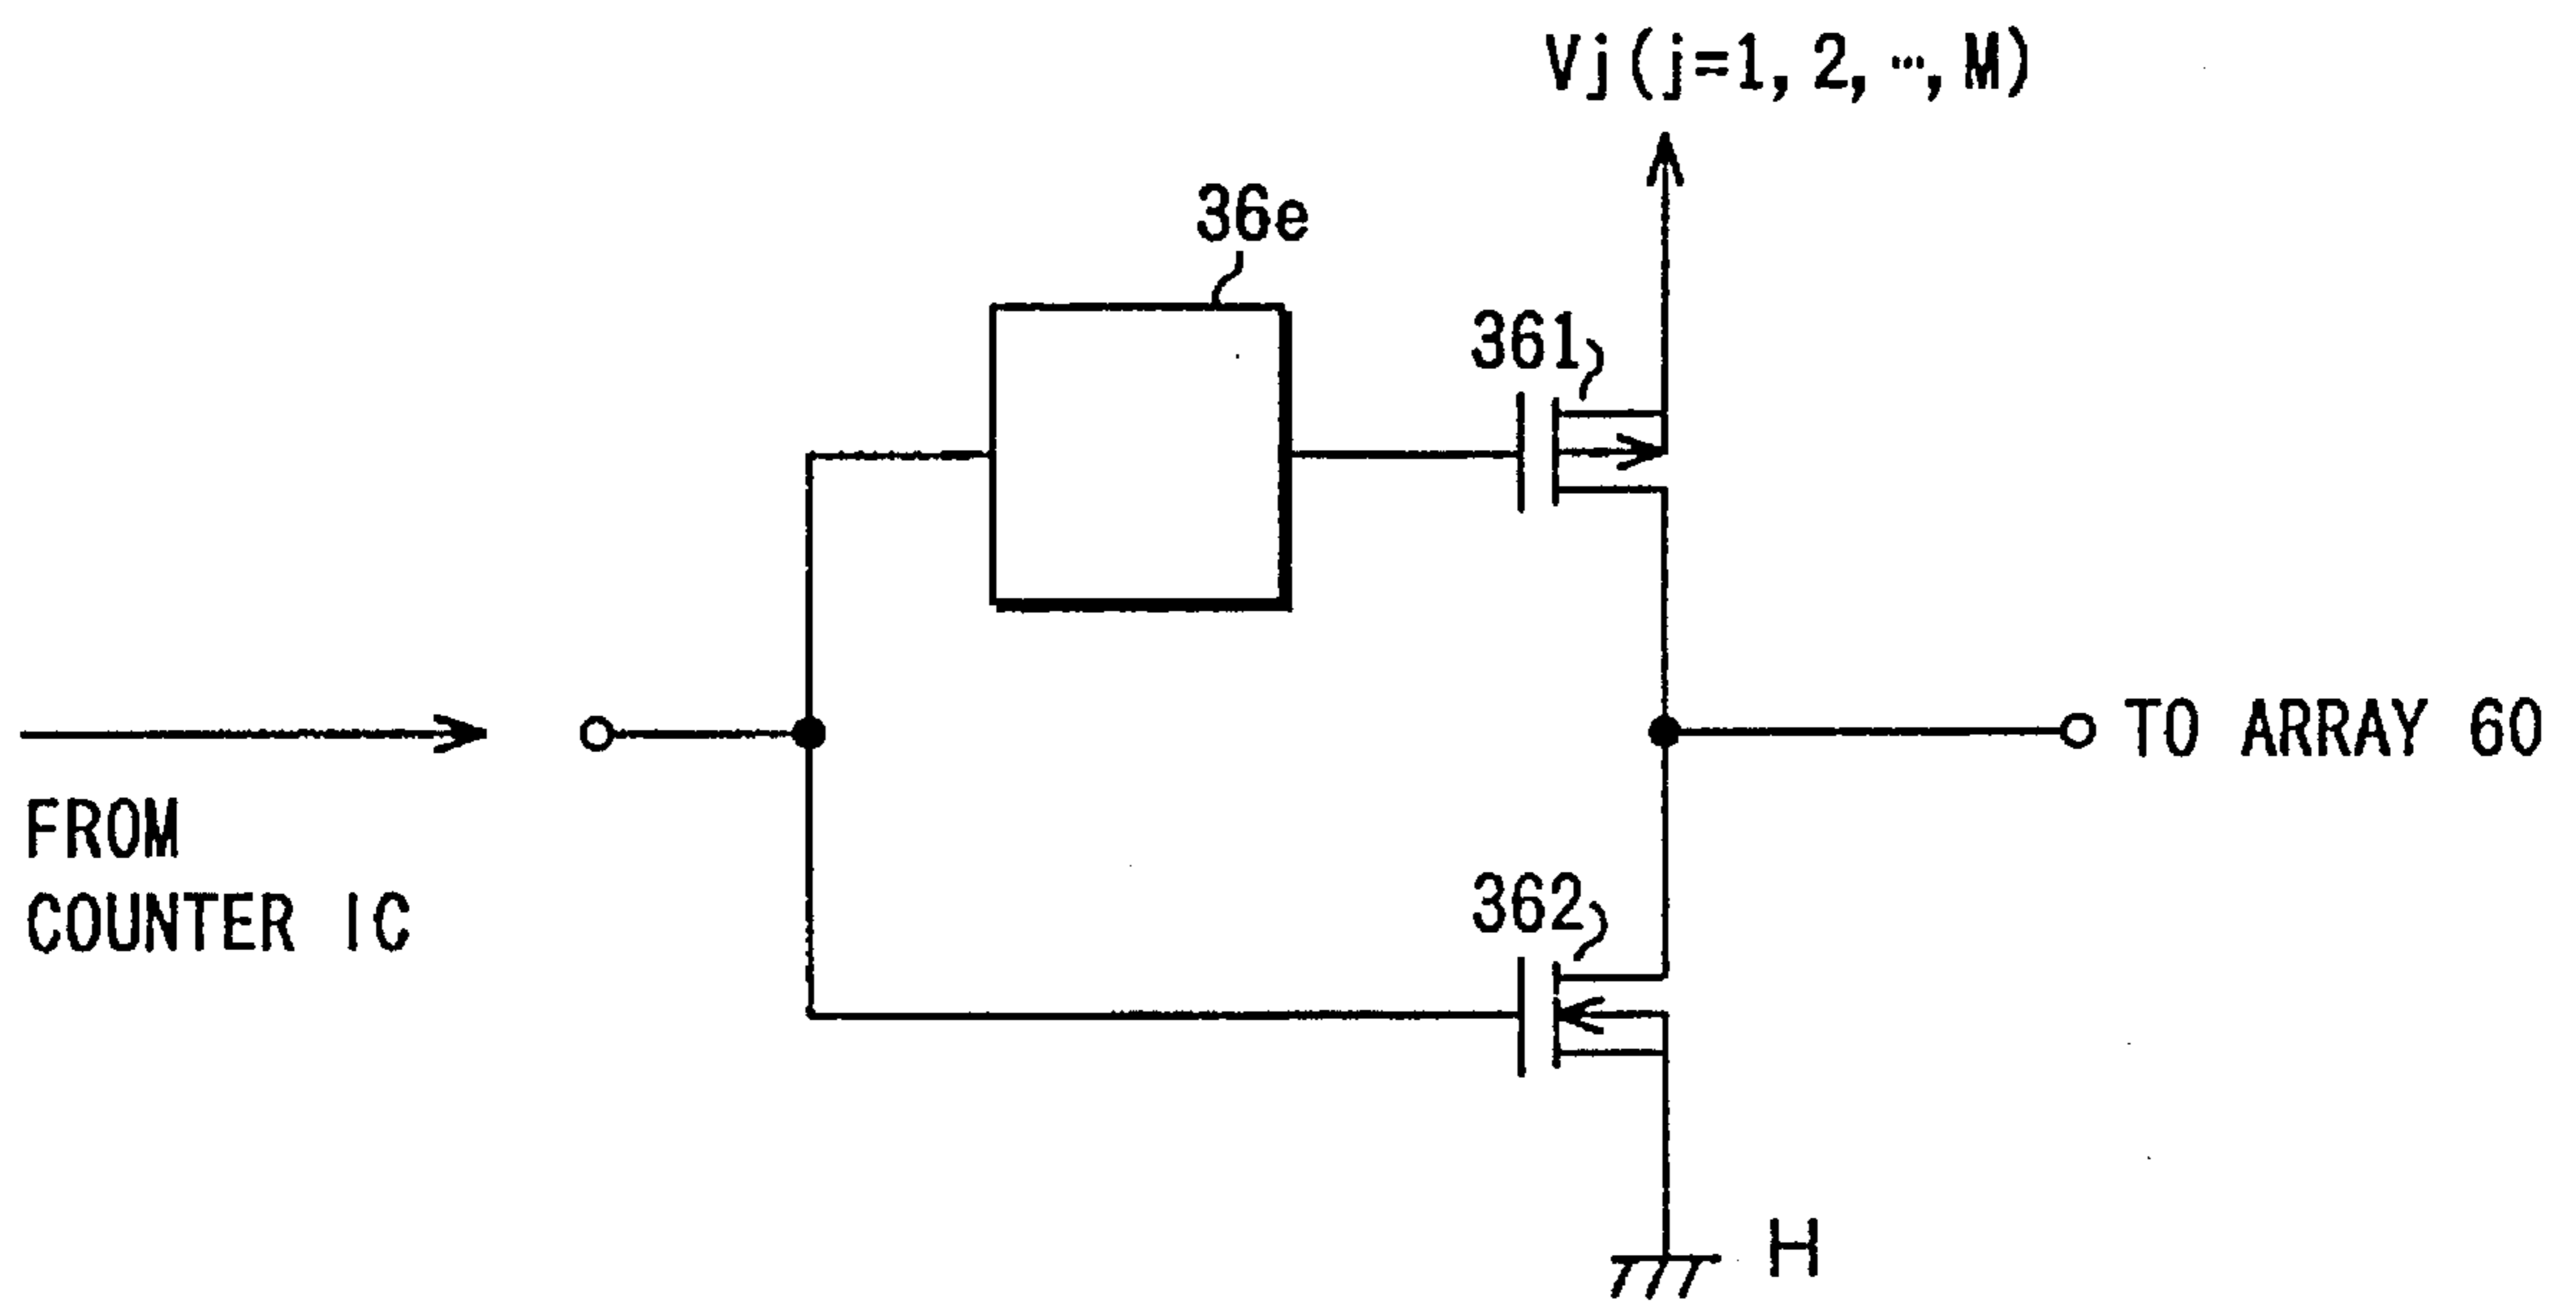 Vj(j=1, 2, …, M)
36e
361
TO ARRAY 60
FROM
COUNTER IC
362
H